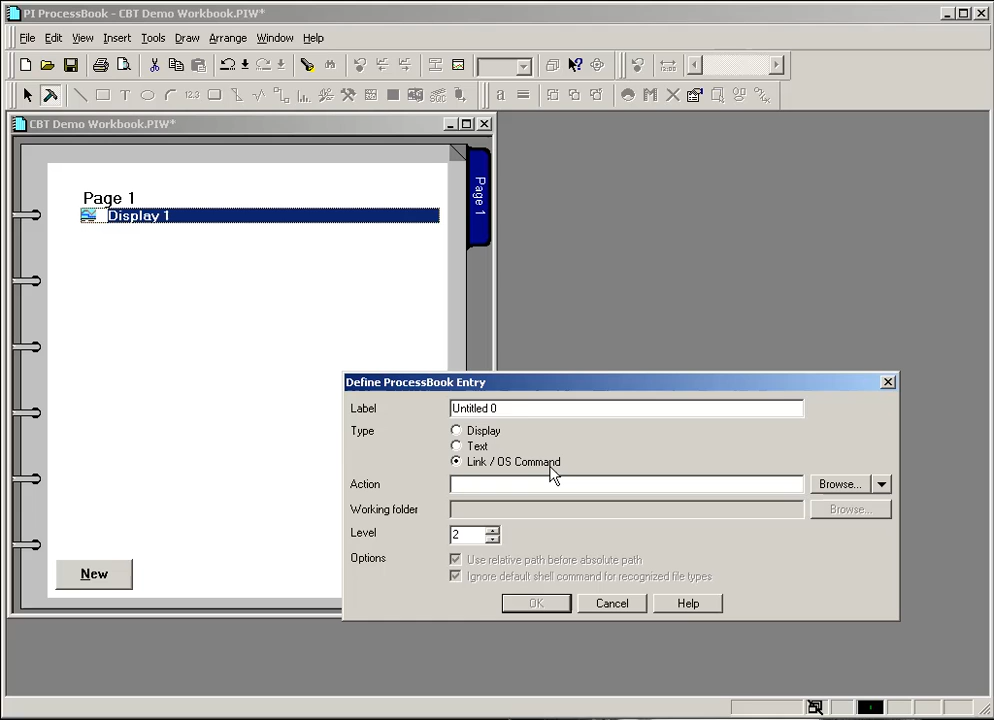 PI ProcessBook - CBT Demo Workbook.PIW*
File Edit View Insert Tools Draw Arrange Window Help
A 12.3 a
CBT Demo Workbook.PIW*
Page 1
Page 1
Display 1
Define ProcessBook Entry
Label Untitled 0
Type Display
Text
Link / OS Command
Action Browse...
Working folder Browse...
Level 2
Options Use relative path before absolute path
Ignore default shell command for recognized file types
New
OK Cancel Help